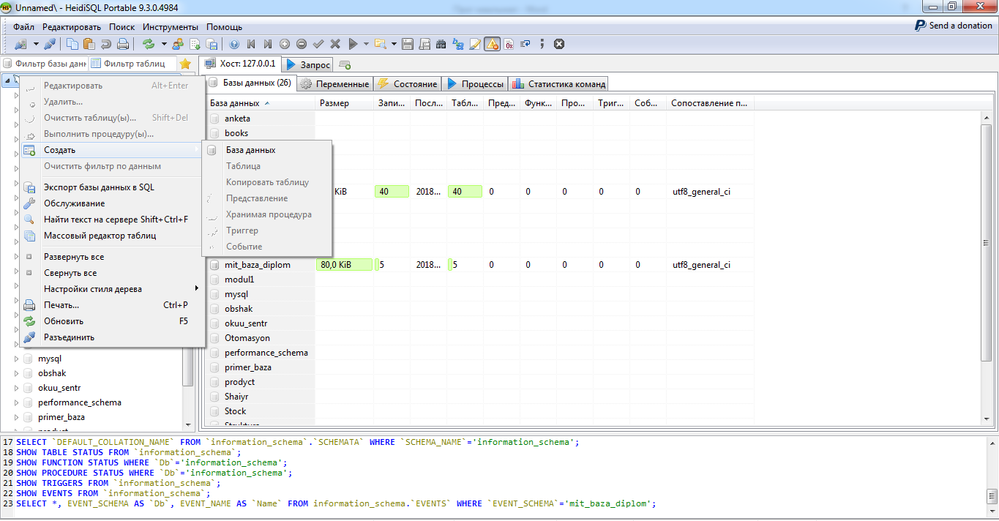 Unnamed\ - HeidiSQL Portable 9.3.0.4984
Файл Редактировать Поиск Инструменты Помощь
Send a donation
Фильтр базы данн Фильтр таблиц
Хост: 127.0.0.1 Запрос
Базы данных (26) Переменные Состояние Процессы Статистика команд
База данных Размер Запи... Посл... Табл... Пред... Функ... Про... Триг... Соб... Сопоставление п...
anketa
books
KiB 40 2018... 40 0 0 0 0 0 utf8_general_ci
mit_baza_diplom 80,0 KiB 5 2018... 5 0 0 0 0 0 utf8_general_ci
modul1
mysql
obshak
okuu_sentr
Otomasyon
performance_schema
primer_baza
prodyct
Shaiyr
Stock
Редактировать Alt+Enter
Удалить...
Очистить таблицу(ы)... Shift+Del
Выполнить процедуру(ы)...
Создать
Очистить фильтр по данным
Экспорт базы данных в SQL
Обслуживание
Найти текст на сервере Shift+Ctrl+F
Массовый редактор таблиц
Развернуть все
Свернуть все
Настройки стиля дерева
Печать... Ctrl+P
Обновить F5
Разъединить
База данных
Таблица
Копировать таблицу
Представление
Хранимая процедура
Триггер
Событие
mysql
obshak
okuu_sentr
performance_schema
primer_baza
17 SELECT `DEFAULT_COLLATION_NAME` FROM `information_schema`.`SCHEMATA` WHERE `SCHEMA_NAME`='information_schema';
18 SHOW TABLE STATUS FROM `information_schema`;
19 SHOW FUNCTION STATUS WHERE `Db`='information_schema';
20 SHOW PROCEDURE STATUS WHERE `Db`='information_schema';
21 SHOW TRIGGERS FROM `information_schema`;
22 SHOW EVENTS FROM `information_schema`;
23 SELECT *, EVENT_SCHEMA AS `Db`, EVENT_NAME AS `Name` FROM information_schema.`EVENTS` WHERE `EVENT_SCHEMA`='mit_baza_diplom';